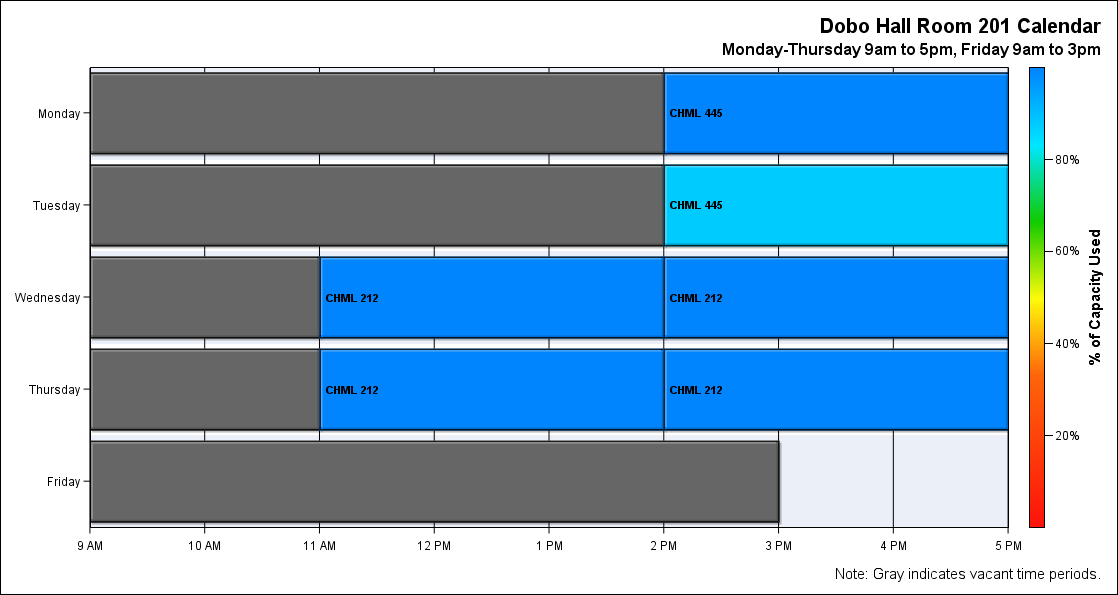 Dobo Hall Room 201 Calendar
Monday-Thursday 9am to 5pm, Friday 9am to 3pm
Monday
CHML 445
Tuesday
CHML 445
Wednesday
CHML 212
CHML 212
Thursday
CHML 212
CHML 212
Friday
9 AM
10 AM
11 AM
12 PM
1 PM
2 PM
3 PM
4 PM
5 PM
80%
60%
40%
20%
% of Capacity Used
Note: Gray indicates vacant time periods.